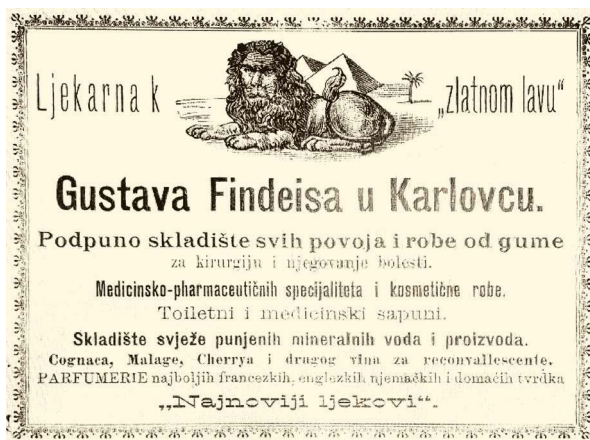 Ljekarna k „zlatnom lavu“
Gustava Findeisa u Karlovcu.
Podpuno skladište svih povoja i robe od gume
za kirurgiju i njegovanje bolesti.
Medicinsko-pharmaceutičnih specijaliteta i kosmetične robe.
Toiletni i medicinski sapuni.
Skladište svježe punjenih mineralnih voda i proizvoda.
Cognaca, Malage, Cherrya i drugog vina za reconvallescente.
PARFUMERIE najboljih francezkih, englezkih njemačkih i domaćih tvrdka
„Najnoviji ljekovi“.